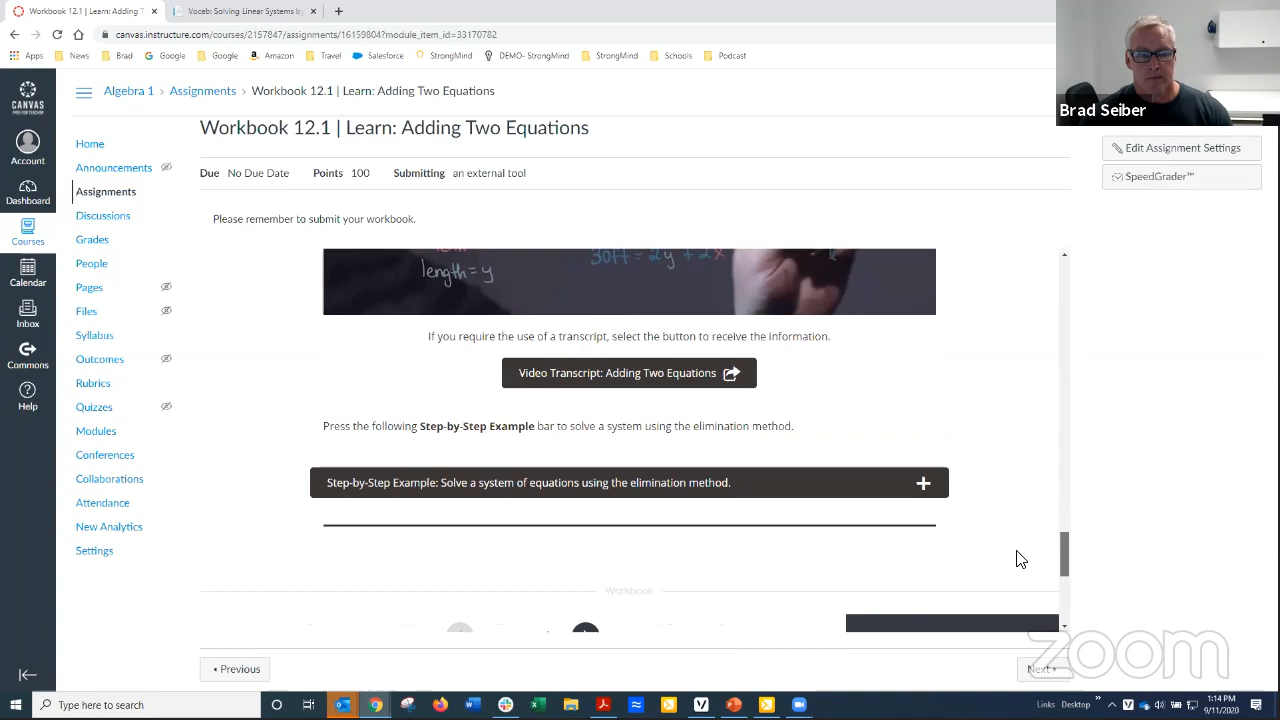 Workbook 12.1 | Learn: Adding T
Vocab: Solving Linear Systems by
canvas.instructure.com/courses/2157847/assignments/16159804?module_item_id=33170782
Apps News Brad Google Google Amazon Travel Salesforce StrongMind DEMO- StrongMind StrongMind Schools Podcast
Brad Seiber
CANVAS
FREE FOR TEACHER
Account
Dashboard
Courses
Calendar
Inbox
Commons
Help
Algebra 1 › Assignments › Workbook 12.1 | Learn: Adding Two Equations
Home
Announcements
Assignments
Discussions
Grades
People
Pages
Files
Syllabus
Outcomes
Rubrics
Quizzes
Modules
Conferences
Collaborations
Attendance
New Analytics
Settings
Workbook 12.1 | Learn: Adding Two Equations
Due No Due Date Points 100 Submitting an external tool
Edit Assignment Settings
SpeedGrader™
Please remember to submit your workbook.
30ft = 2y + 2x
length = y
If you require the use of a transcript, select the button to receive the information.
Video Transcript: Adding Two Equations
Press the following Step-by-Step Example bar to solve a system using the elimination method.
Step-by-Step Example: Solve a system of equations using the elimination method.
Workbook
◂ Previous
Next ▸
zoom
Type here to search
Links Desktop
1:14 PM
9/11/2020